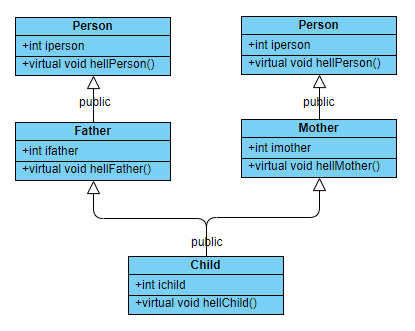 Person
+int iperson
+virtual void hellPerson()
Person
+int iperson
+virtual void hellPerson()
public
public
Father
+int ifather
+virtual void hellFather()
Mother
+int imother
+virtual void hellMother()
public
Child
+int ichild
+virtual void hellChild()